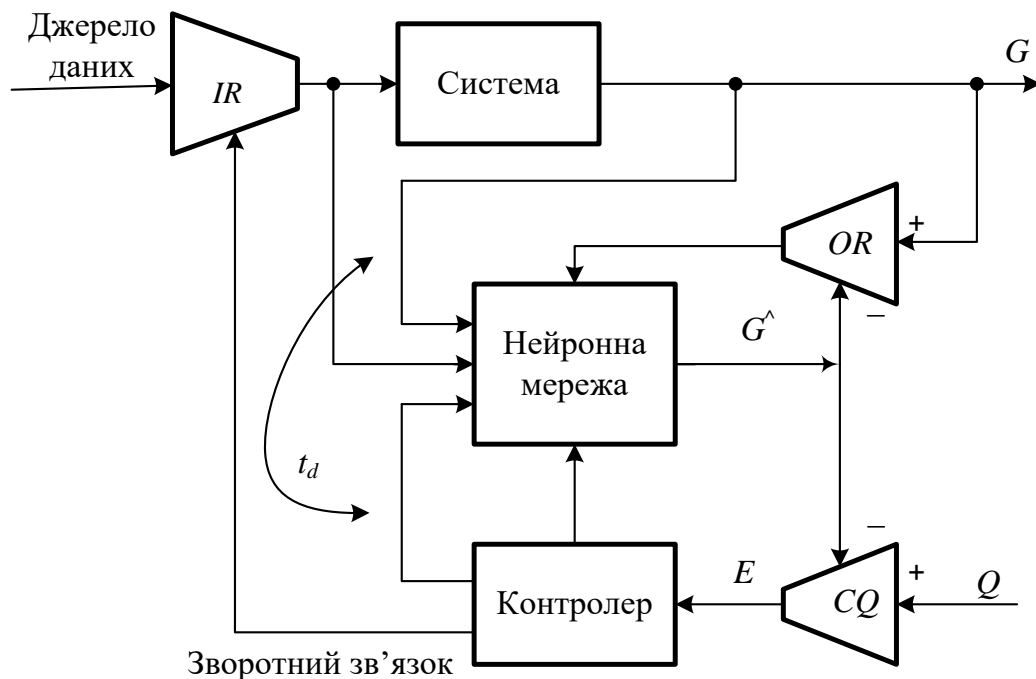 Джерело
даних
IR
Система
G
+
OR
–
Нейронна
мережа
G^
t_d
–
+
E
CQ
Q
Контролер
Зворотний зв’язок